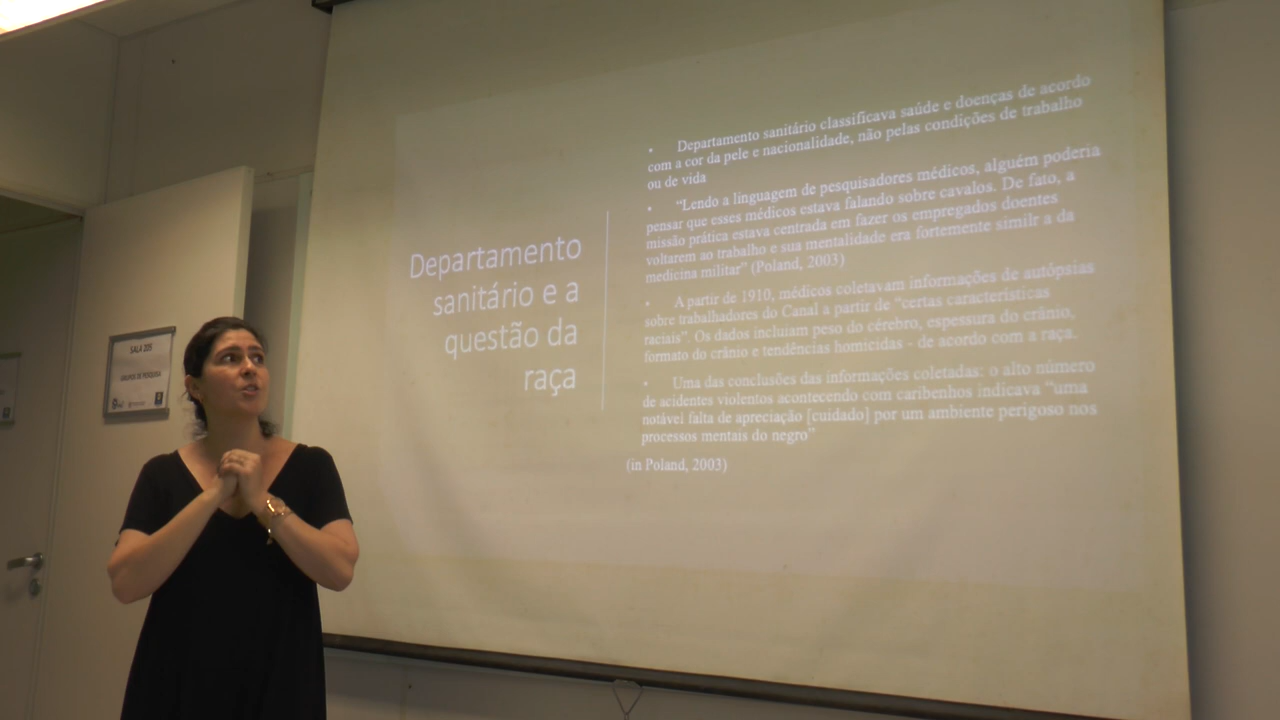 Departamento
sanitário e a
questão da
raça
• Departamento sanitário classificava saúde e doenças de acordo
com a cor da pele e nacionalidade, não pelas condições de trabalho
ou de vida
• “Lendo a linguagem de pesquisadores médicos, alguém poderia
pensar que esses médicos estava falando sobre cavalos. De fato, a
missão prática estava centrada em fazer os empregados doentes
voltarem ao trabalho e sua mentalidade era fortemente similr a da
medicina militar” (Poland, 2003)
• A partir de 1910, médicos coletavam informações de autópsias
sobre trabalhadores do Canal a partir de “certas características
raciais”. Os dados incluiam peso do cérebro, espessura do crânio,
formato do crânio e tendências homicidas - de acordo com a raça.
• Uma das conclusões das informações coletadas: o alto número
de acidentes violentos acontecendo com caribenhos indicava “uma
notável falta de apreciação [cuidado] por um ambiente perigoso nos
processos mentais do negro”
(in Poland, 2003)
SALA 205
GRUPOS DE PESQUISA